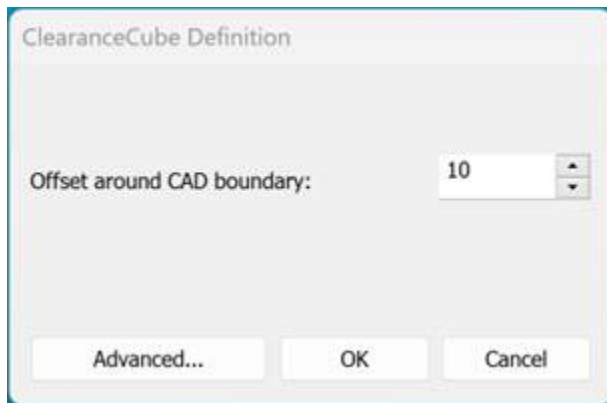 ClearanceCube Definition
Offset around CAD boundary:
10
Advanced...
OK
Cancel